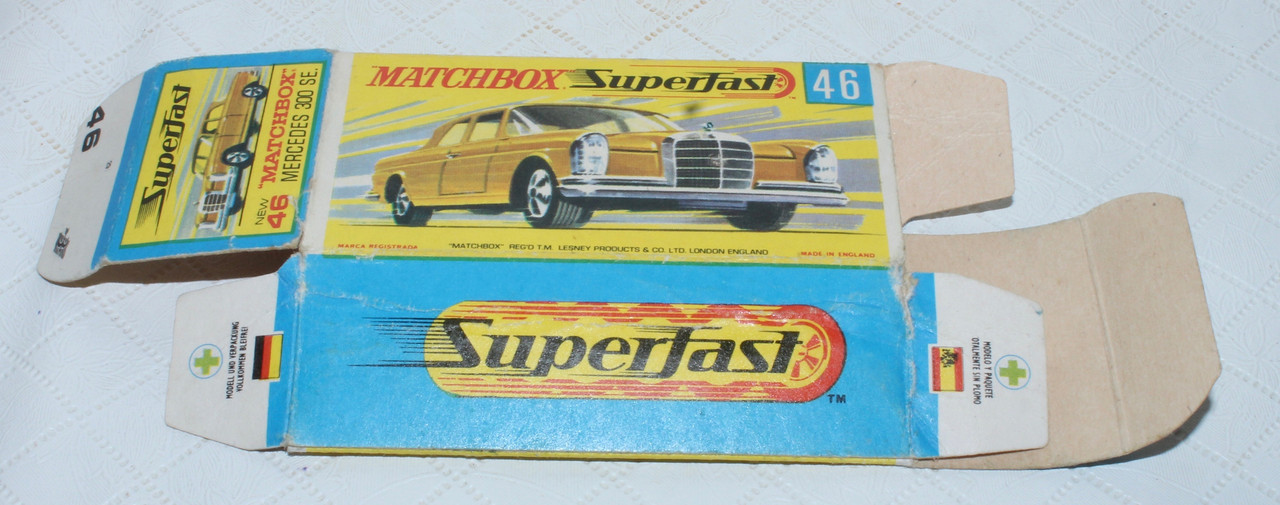 46
Superfast
NEW "MATCHBOX"
46 MERCEDES 300 SE.
MATCHBOX Superfast 46
MARCA REGISTRADA
"MATCHBOX" REG'D T.M. LESNEY PRODUCTS & CO. LTD. LONDON ENGLAND
MADE IN ENGLAND
MODELL UND VERPACKUNG
VOLLKOMMEN BLEIFREI
Superfast
TM
MODELO Y PAQUETE
TOTALMENTE SIN PLOMO